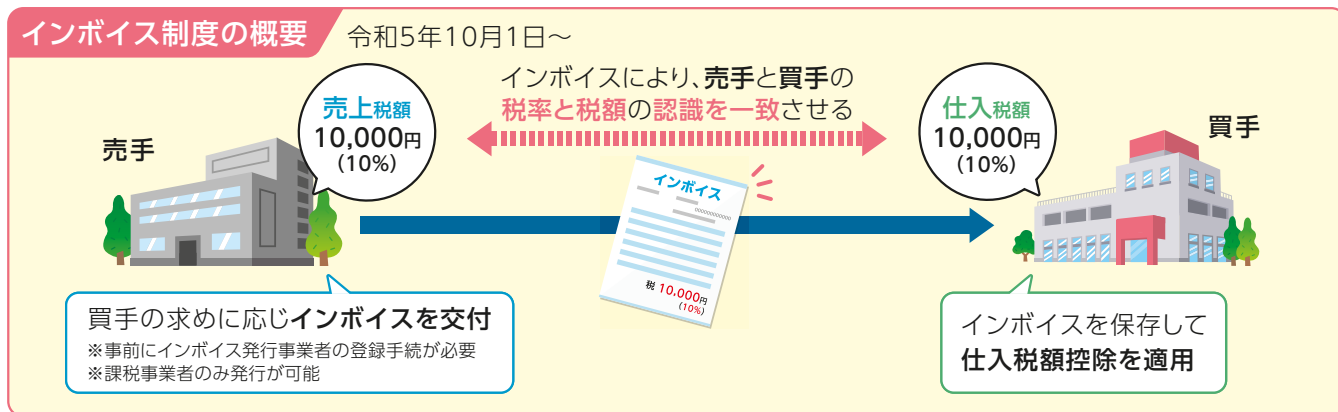 インボイス制度の概要
令和5年10月1日～
インボイスにより、売手と買手の
税率と税額の認識を一致させる
売手
売上税額
10,000円
(10%)
仕入税額
10,000円
(10%)
買手
インボイス
0000000000000
税 10,000円
(10%)
買手の求めに応じインボイスを交付
※事前にインボイス発行事業者の登録手続が必要
※課税事業者のみ発行が可能
インボイスを保存して
仕入税額控除を適用